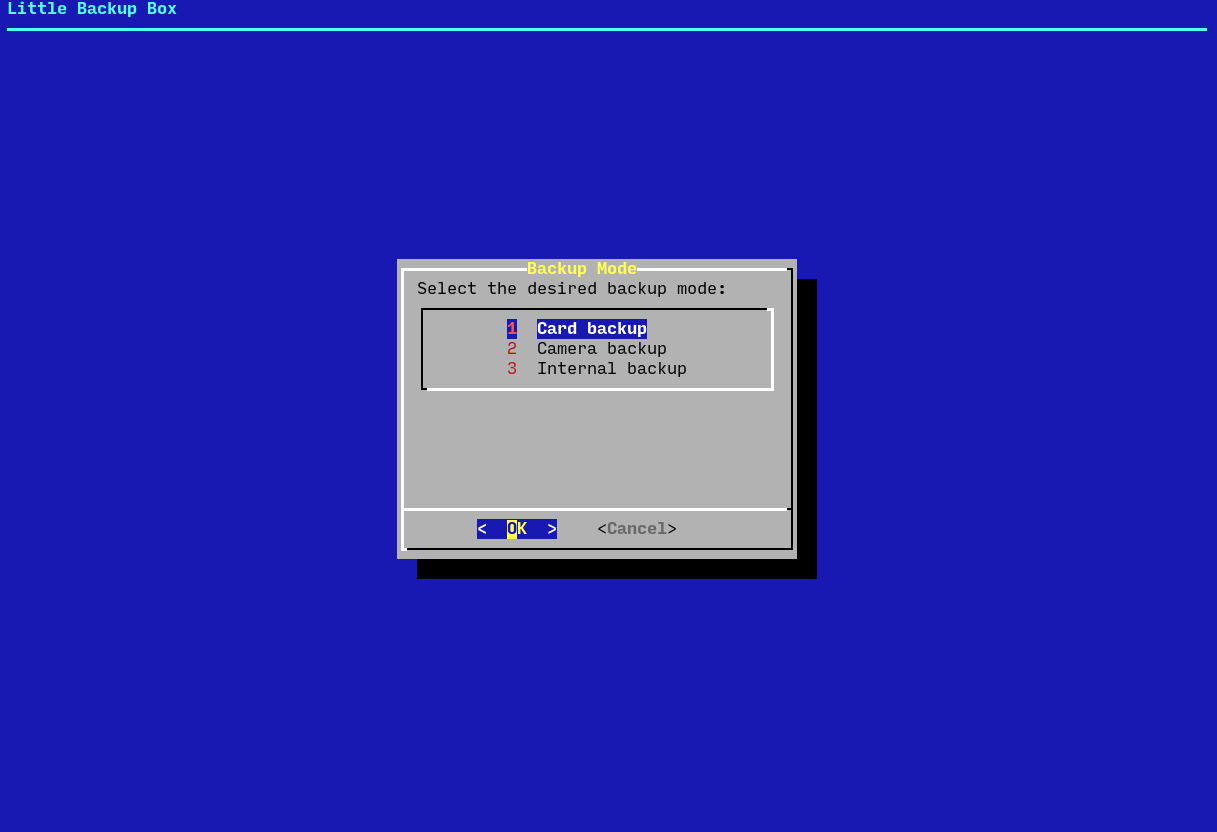 Little Backup Box
Backup Mode
Select the desired backup mode:
1 Card backup
2 Camera backup
3 Internal backup
< OK > <Cancel>